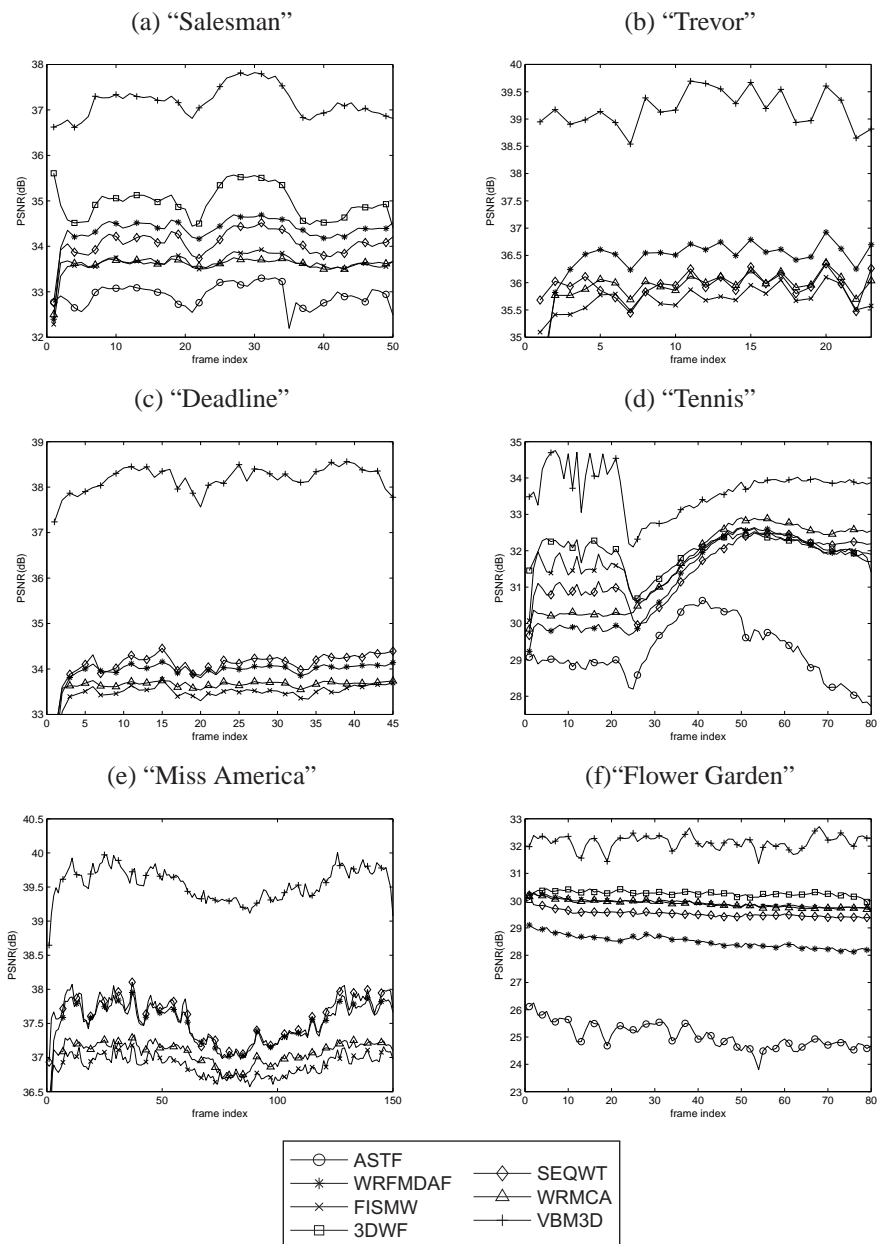 (a) “Salesman”
(b) “Trevor”
38
37
36
35
34
33
32
PSNR(dB)
0 10 20 30 40 50
frame index
40
39.5
39
38.5
38
37.5
37
36.5
36
35.5
35
PSNR(dB)
0 5 10 15 20
frame index
(c) “Deadline”
(d) “Tennis”
39
38
37
36
35
34
33
PSNR(dB)
0 5 10 15 20 25 30 35 40 45
frame index
35
34
33
32
31
30
29
28
PSNR(dB)
0 10 20 30 40 50 60 70 80
frame index
(e) “Miss America”
(f)“Flower Garden”
40.5
40
39.5
39
38.5
38
37.5
37
36.5
PSNR(dB)
0 50 100 150
frame index
33
32
31
30
29
28
27
26
25
24
23
PSNR(dB)
0 10 20 30 40 50 60 70 80
frame index
ASTF
WRFMDAF
FISMW
3DWF
SEQWT
WRMCA
VBM3D